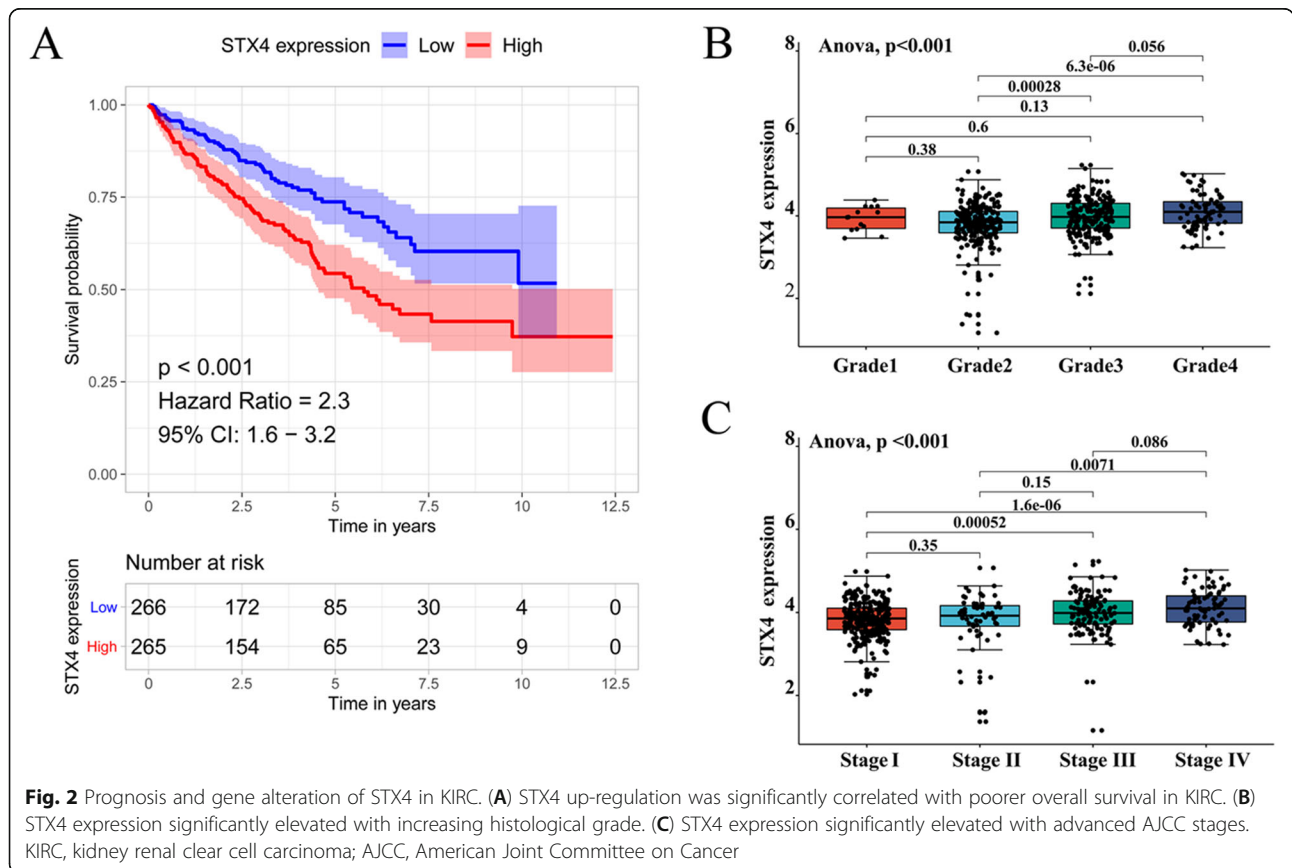 A
STX4 expression Low High
1.00
0.75
0.50
0.25
0.00
Survival probability
p < 0.001
Hazard Ratio = 2.3
95% CI: 1.6 − 3.2
0 2.5 5 7.5 10 12.5
Time in years
Number at risk
STX4 expression
Low 266 172 85 30 4 0
High 265 154 65 23 9 0
0 2.5 5 7.5 10 12.5
Time in years
B
Anova, p<0.001
0.056
6.3e-06
0.00028
0.13
0.6
0.38
8
6
4
2
STX4 expression
Grade1 Grade2 Grade3 Grade4
C
Anova, p <0.001
0.086
0.0071
0.15
1.6e-06
0.00052
0.35
8
6
4
2
STX4 expression
Stage I Stage II Stage III Stage IV
Fig. 2 Prognosis and gene alteration of STX4 in KIRC. (A) STX4 up-regulation was significantly correlated with poorer overall survival in KIRC. (B)
STX4 expression significantly elevated with increasing histological grade. (C) STX4 expression significantly elevated with advanced AJCC stages.
KIRC, kidney renal clear cell carcinoma; AJCC, American Joint Committee on Cancer